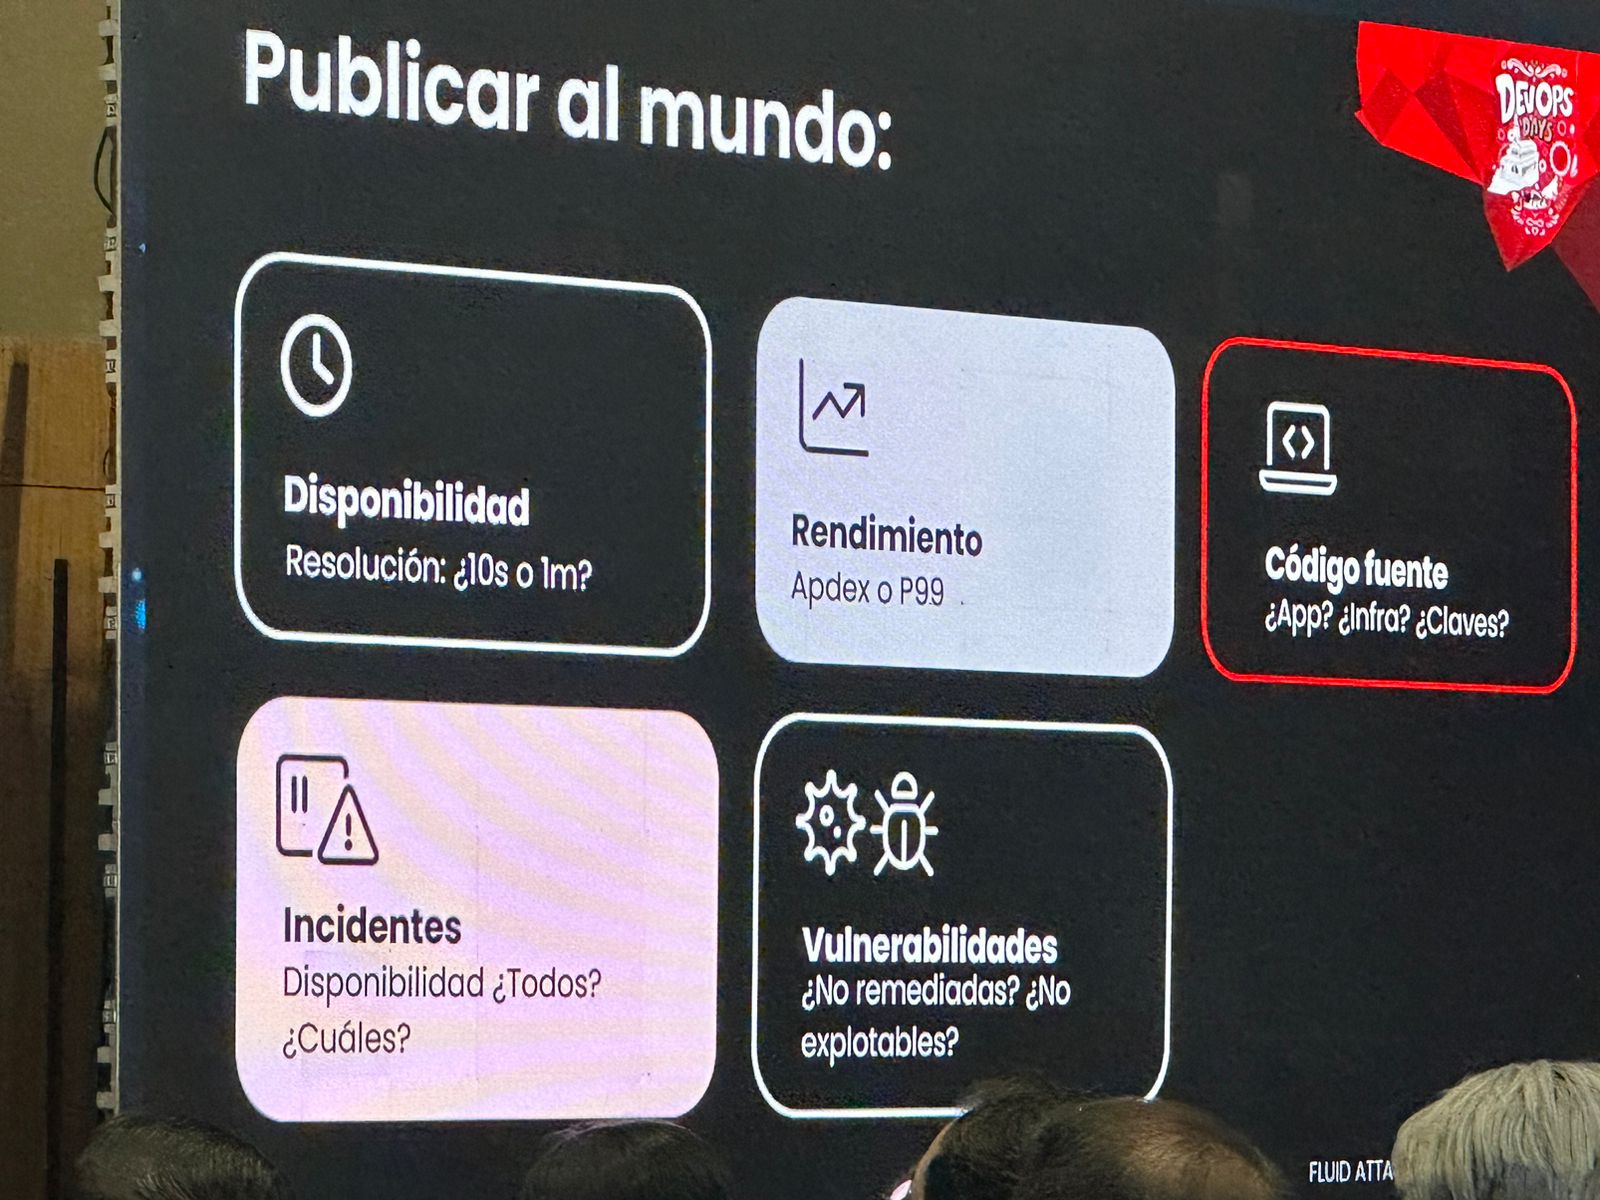 Publicar al mundo:
DEVOPS
DAYS
Disponibilidad
Resolución: ¿10s o 1m?
Rendimiento
Apdex o P99
Código fuente
¿App? ¿Infra? ¿Claves?
Incidentes
Disponibilidad ¿Todos?
¿Cuáles?
Vulnerabilidades
¿No remediadas? ¿No
explotables?
FLUID ATTA